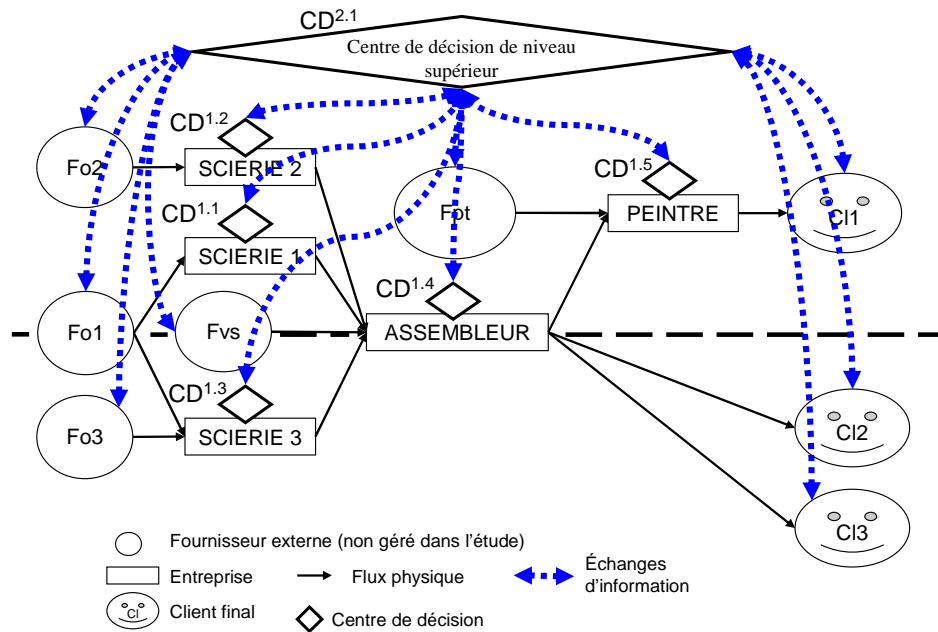 CD2.1
Centre de décision de niveau
supérieur
CD1.2
Fo2
SCIERIE 2
CD1.5
CD1.1
Fpt
PEINTRE
Cl1
SCIERIE 1
CD1.4
Fo1
Fvs
ASSEMBLEUR
CD1.3
Fo3
SCIERIE 3
Cl2
Cl3
Fournisseur externe (non géré dans l'étude)
Entreprise
Flux physique
Échanges
d'information
Cl
Client final
Centre de décision